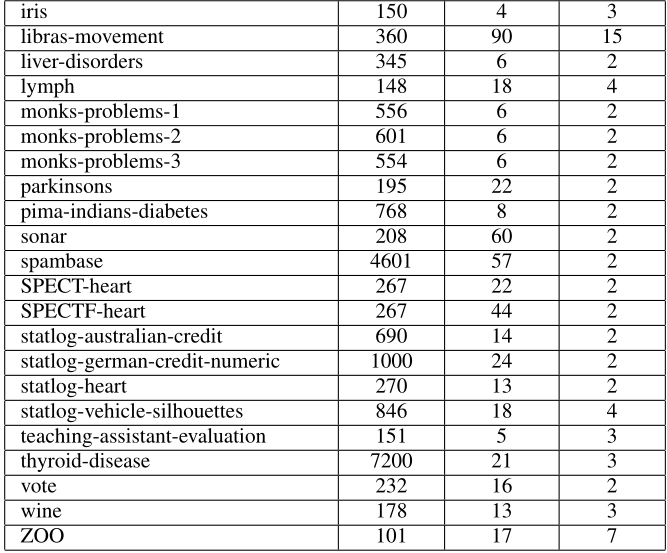 iris 150 4 3
libras-movement 360 90 15
liver-disorders 345 6 2
lymph 148 18 4
monks-problems-1 556 6 2
monks-problems-2 601 6 2
monks-problems-3 554 6 2
parkinsons 195 22 2
pima-indians-diabetes 768 8 2
sonar 208 60 2
spambase 4601 57 2
SPECT-heart 267 22 2
SPECTF-heart 267 44 2
statlog-australian-credit 690 14 2
statlog-german-credit-numeric 1000 24 2
statlog-heart 270 13 2
statlog-vehicle-silhouettes 846 18 4
teaching-assistant-evaluation 151 5 3
thyroid-disease 7200 21 3
vote 232 16 2
wine 178 13 3
ZOO 101 17 7